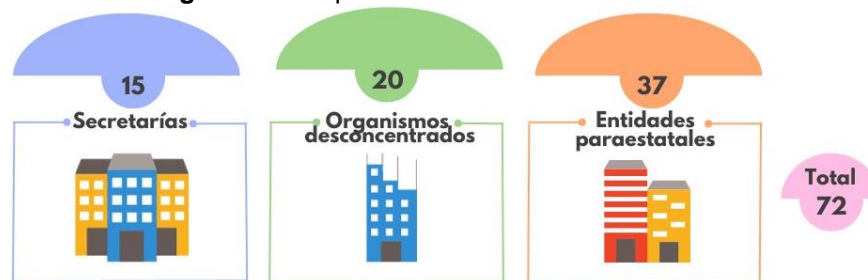 15
Secretarías
20
Organismos
desconcentrados
37
Entidades
paraestatales
Total
72